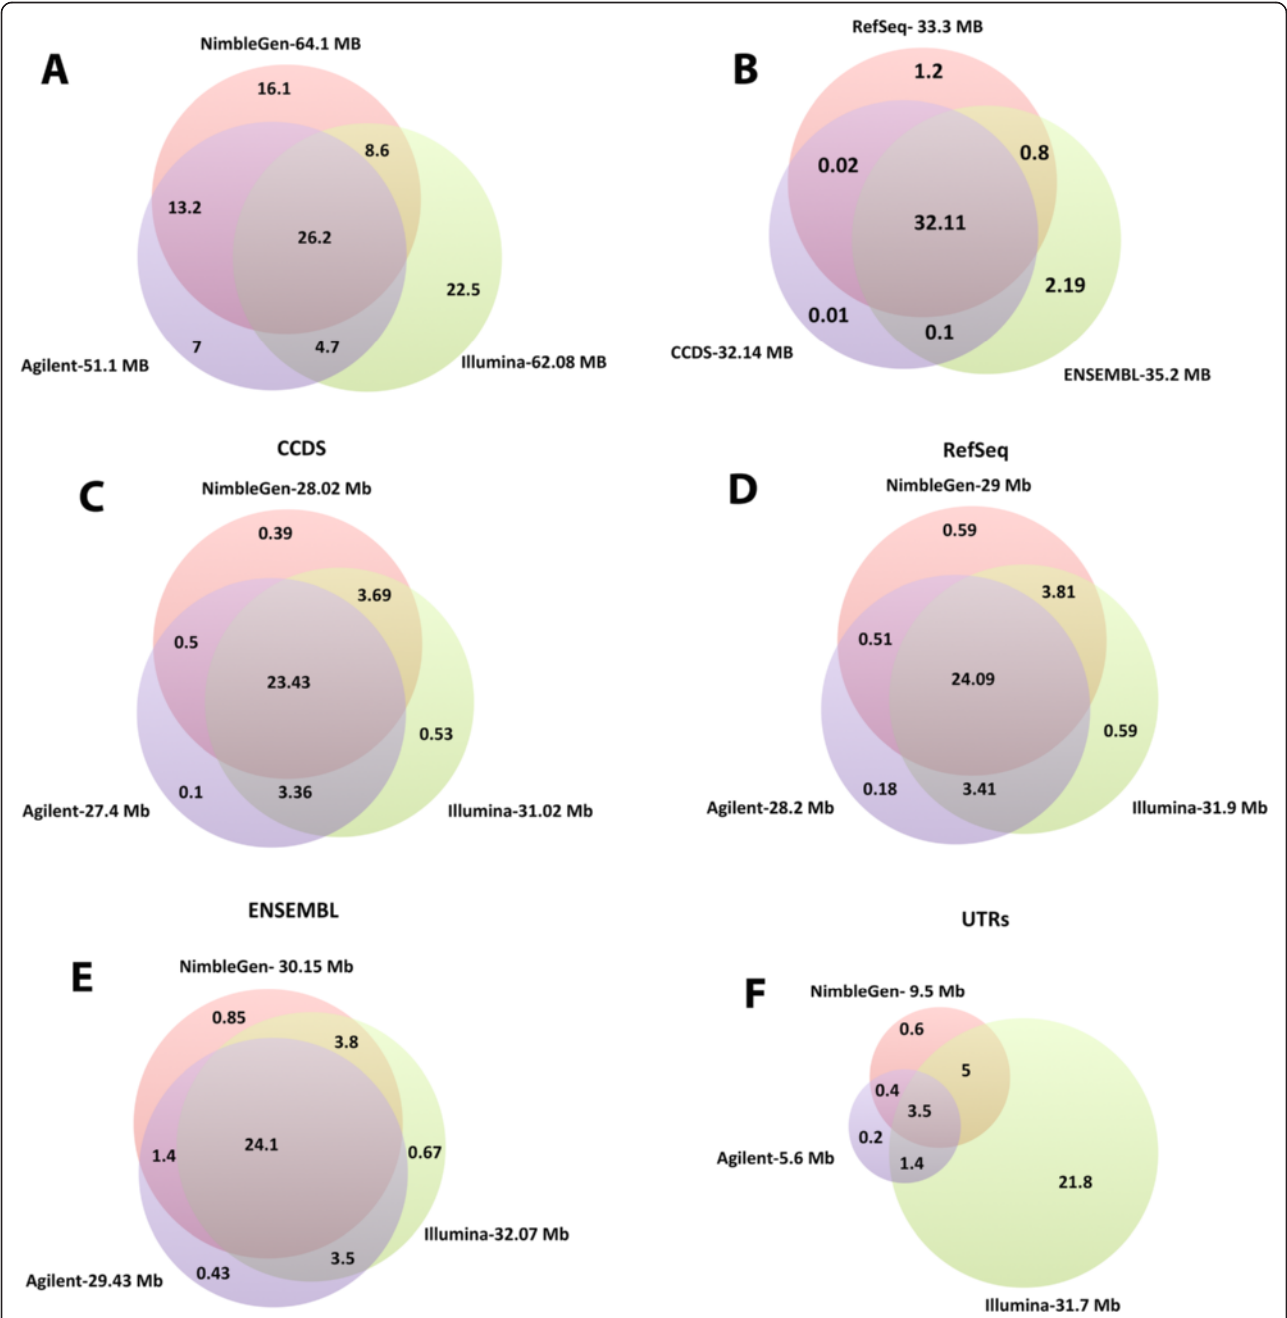 A
NimbleGen-64.1 MB
16.1
8.6
13.2
26.2
22.5
7
4.7
Agilent-51.1 MB
Illumina-62.08 MB
B
RefSeq- 33.3 MB
1.2
0.02
0.8
32.11
2.19
0.01
0.1
CCDS-32.14 MB
ENSEMBL-35.2 MB
CCDS
C
NimbleGen-28.02 Mb
0.39
3.69
0.5
23.43
0.53
0.1
3.36
Agilent-27.4 Mb
Illumina-31.02 Mb
RefSeq
D
NimbleGen-29 Mb
0.59
3.81
0.51
24.09
0.59
0.18
3.41
Agilent-28.2 Mb
Illumina-31.9 Mb
ENSEMBL
E
NimbleGen- 30.15 Mb
0.85
3.8
1.4
24.1
0.67
0.43
3.5
Illumina-32.07 Mb
Agilent-29.43 Mb
UTRs
F
NimbleGen- 9.5 Mb
0.6
5
0.4
3.5
0.2
1.4
Agilent-5.6 Mb
21.8
Illumina-31.7 Mb